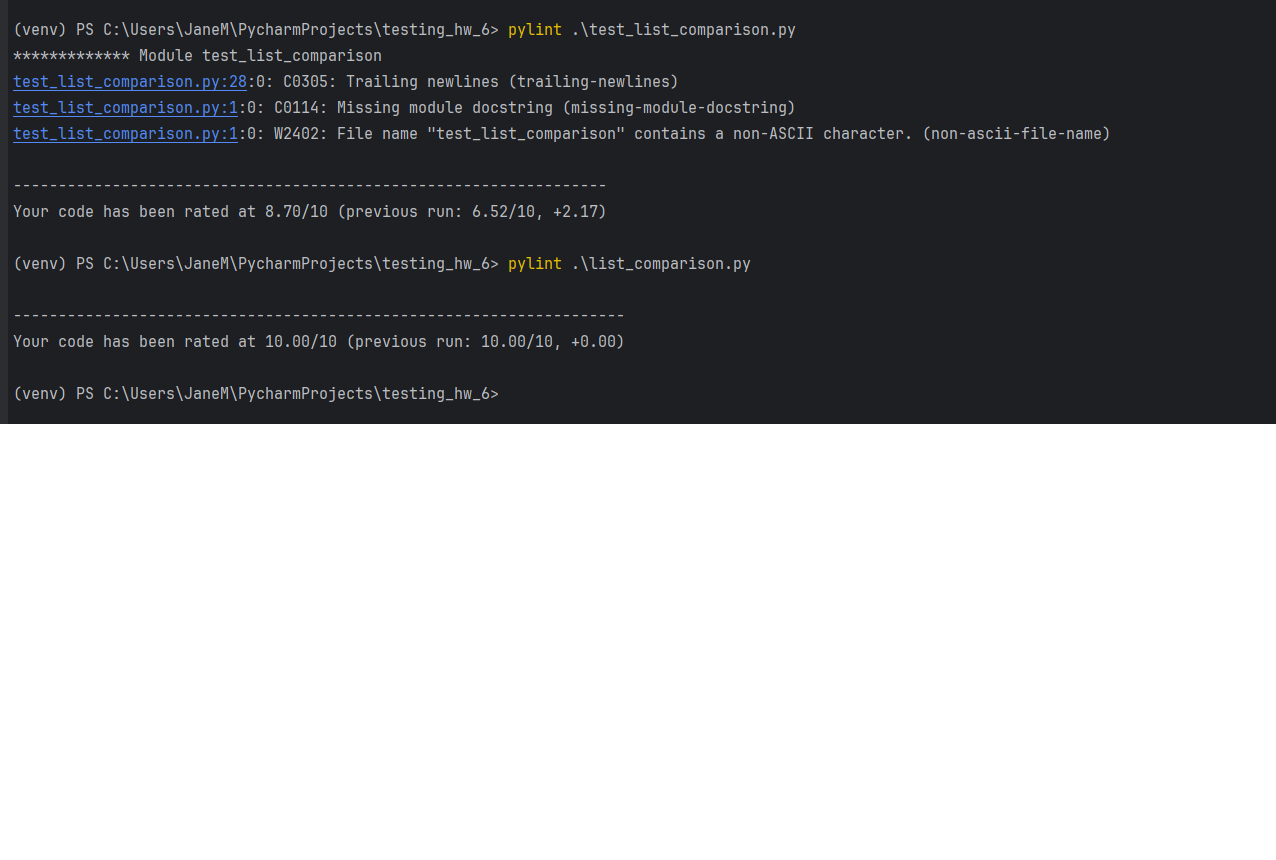 (venv) PS C:\Users\JaneM\PycharmProjects\testing_hw_6> pylint .\test_list_comparison.py
************* Module test_list_comparison
test_list_comparison.py:28:0: C0305: Trailing newlines (trailing-newlines)
test_list_comparison.py:1:0: C0114: Missing module docstring (missing-module-docstring)
test_list_comparison.py:1:0: W2402: File name "test_list_comparison" contains a non-ASCII character. (non-ascii-file-name)
------------------------------------------------------------------
Your code has been rated at 8.70/10 (previous run: 6.52/10, +2.17)
(venv) PS C:\Users\JaneM\PycharmProjects\testing_hw_6> pylint .\list_comparison.py
--------------------------------------------------------------------
Your code has been rated at 10.00/10 (previous run: 10.00/10, +0.00)
(venv) PS C:\Users\JaneM\PycharmProjects\testing_hw_6>